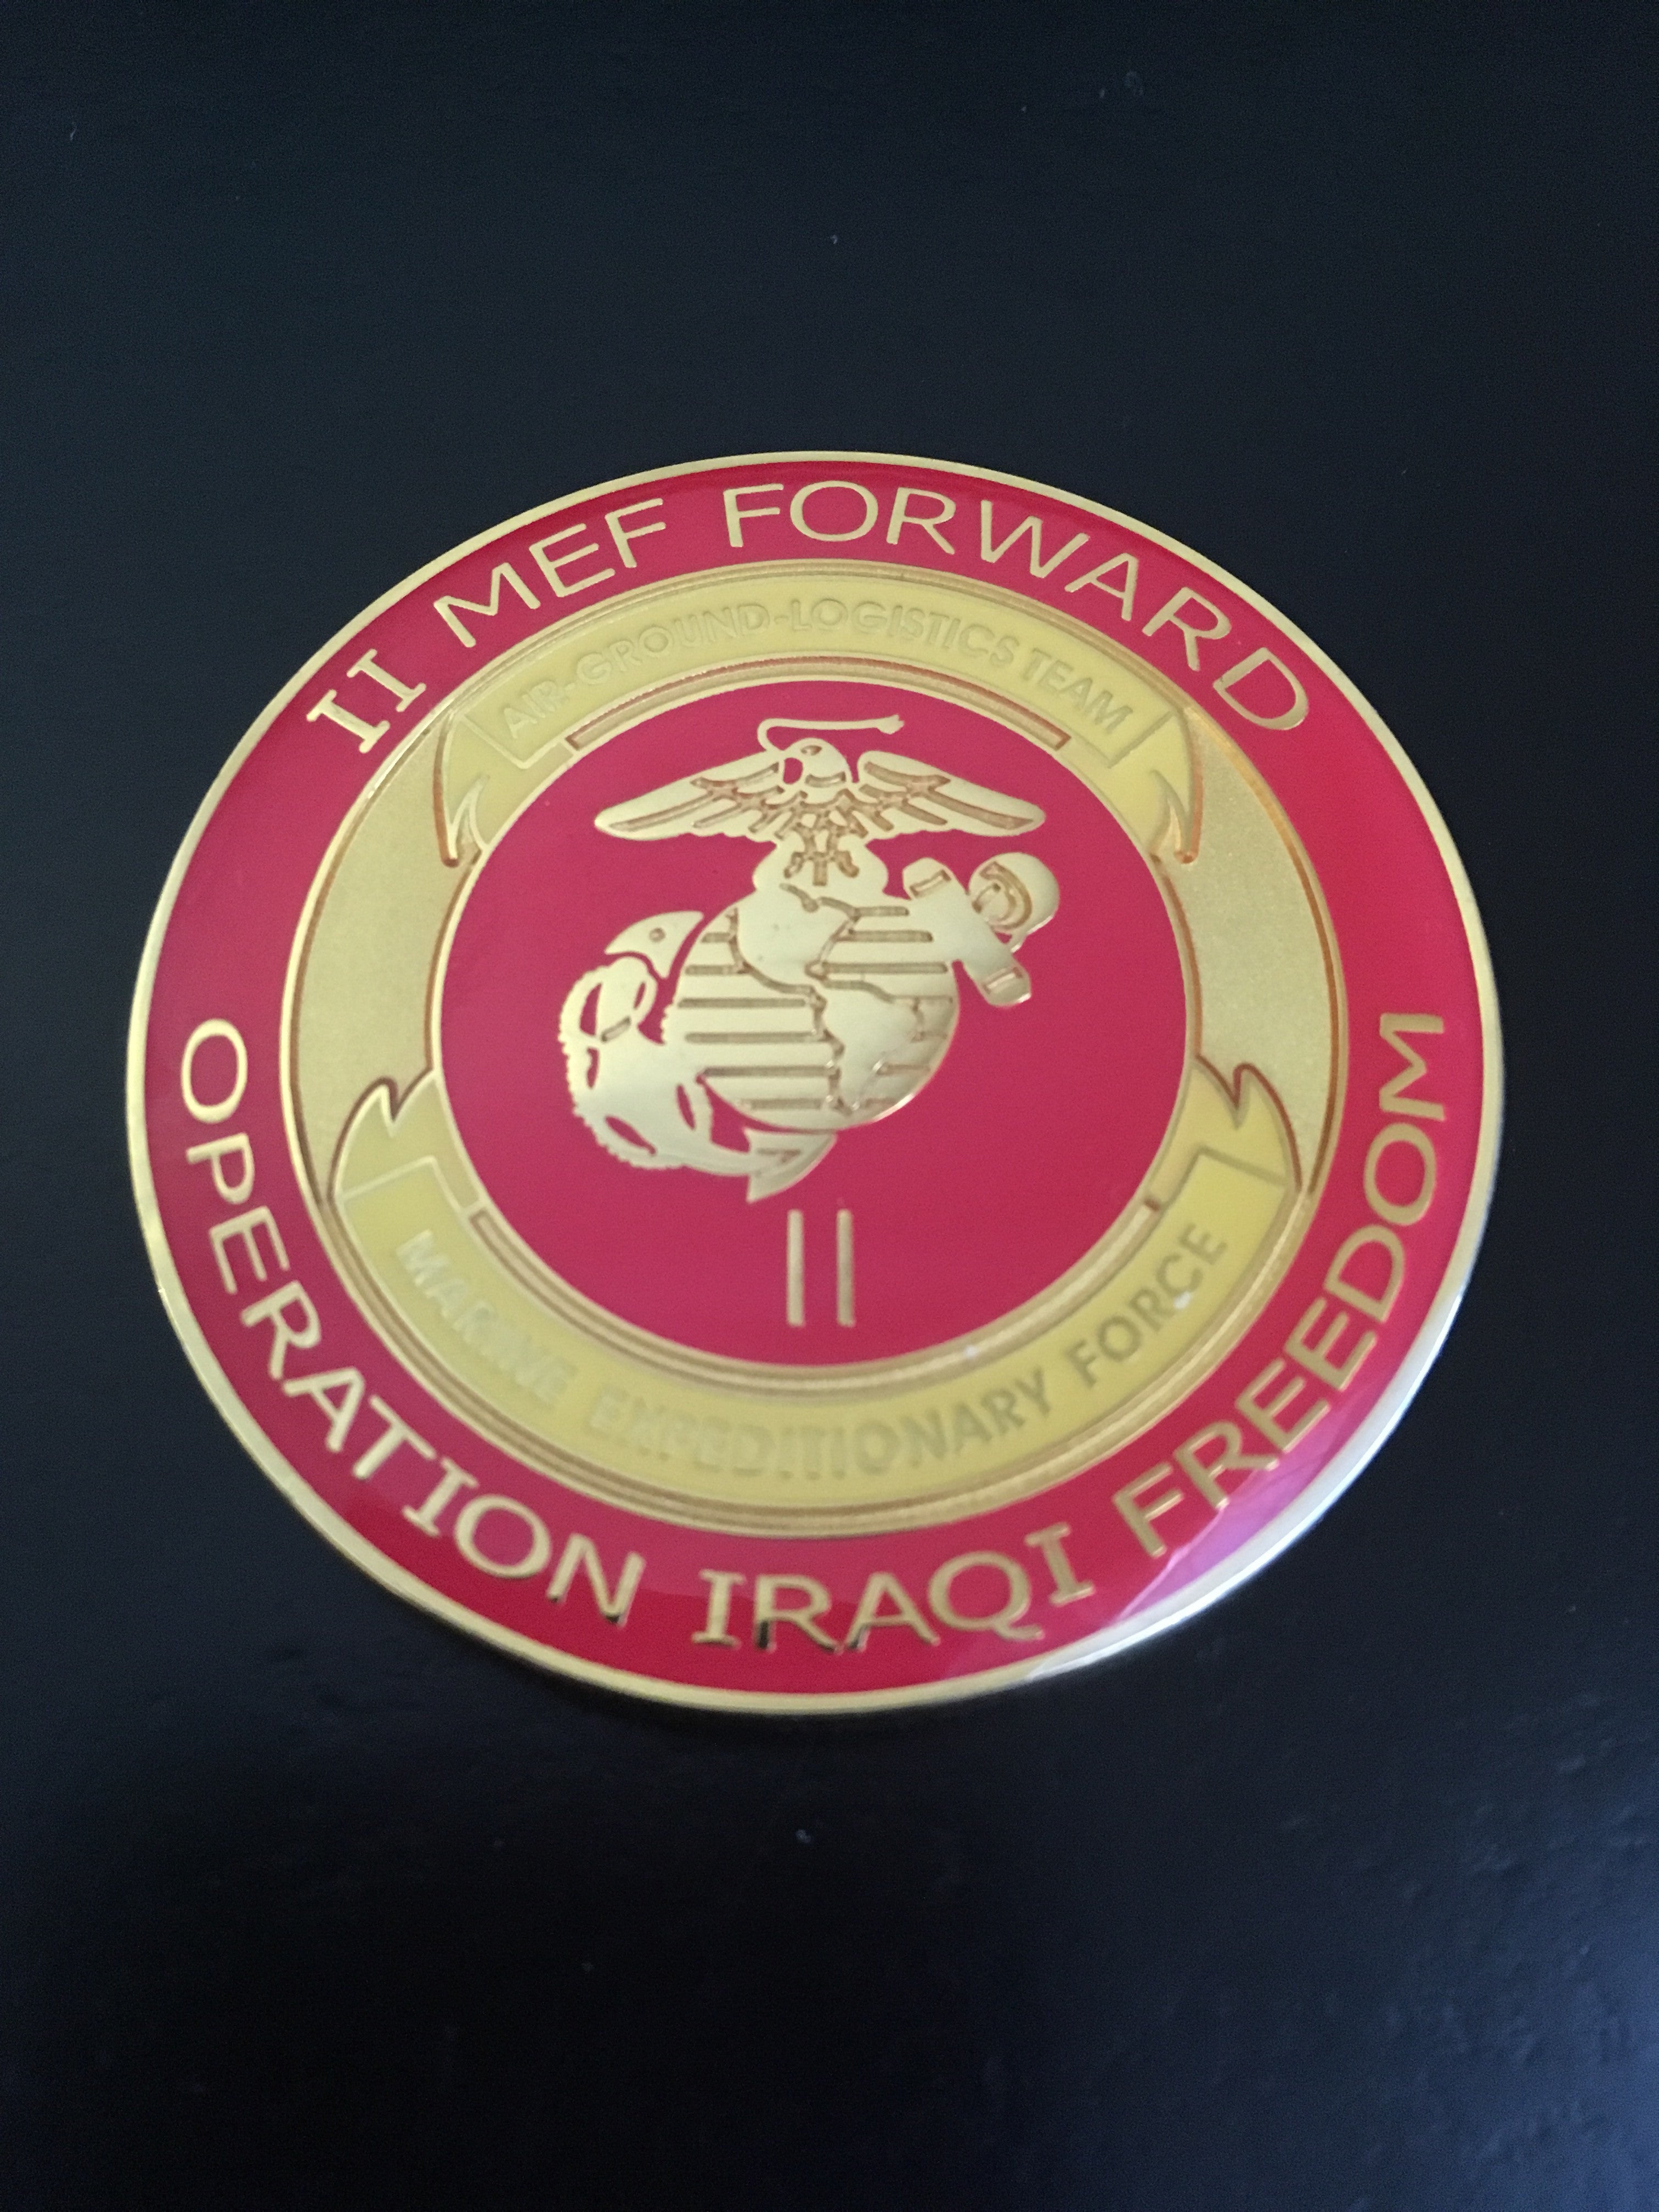 II MEF FORWARD
AIR-GROUND-LOGISTICS TEAM
II
MARINE EXPEDITIONARY FORCE
OPERATION IRAQI FREEDOM